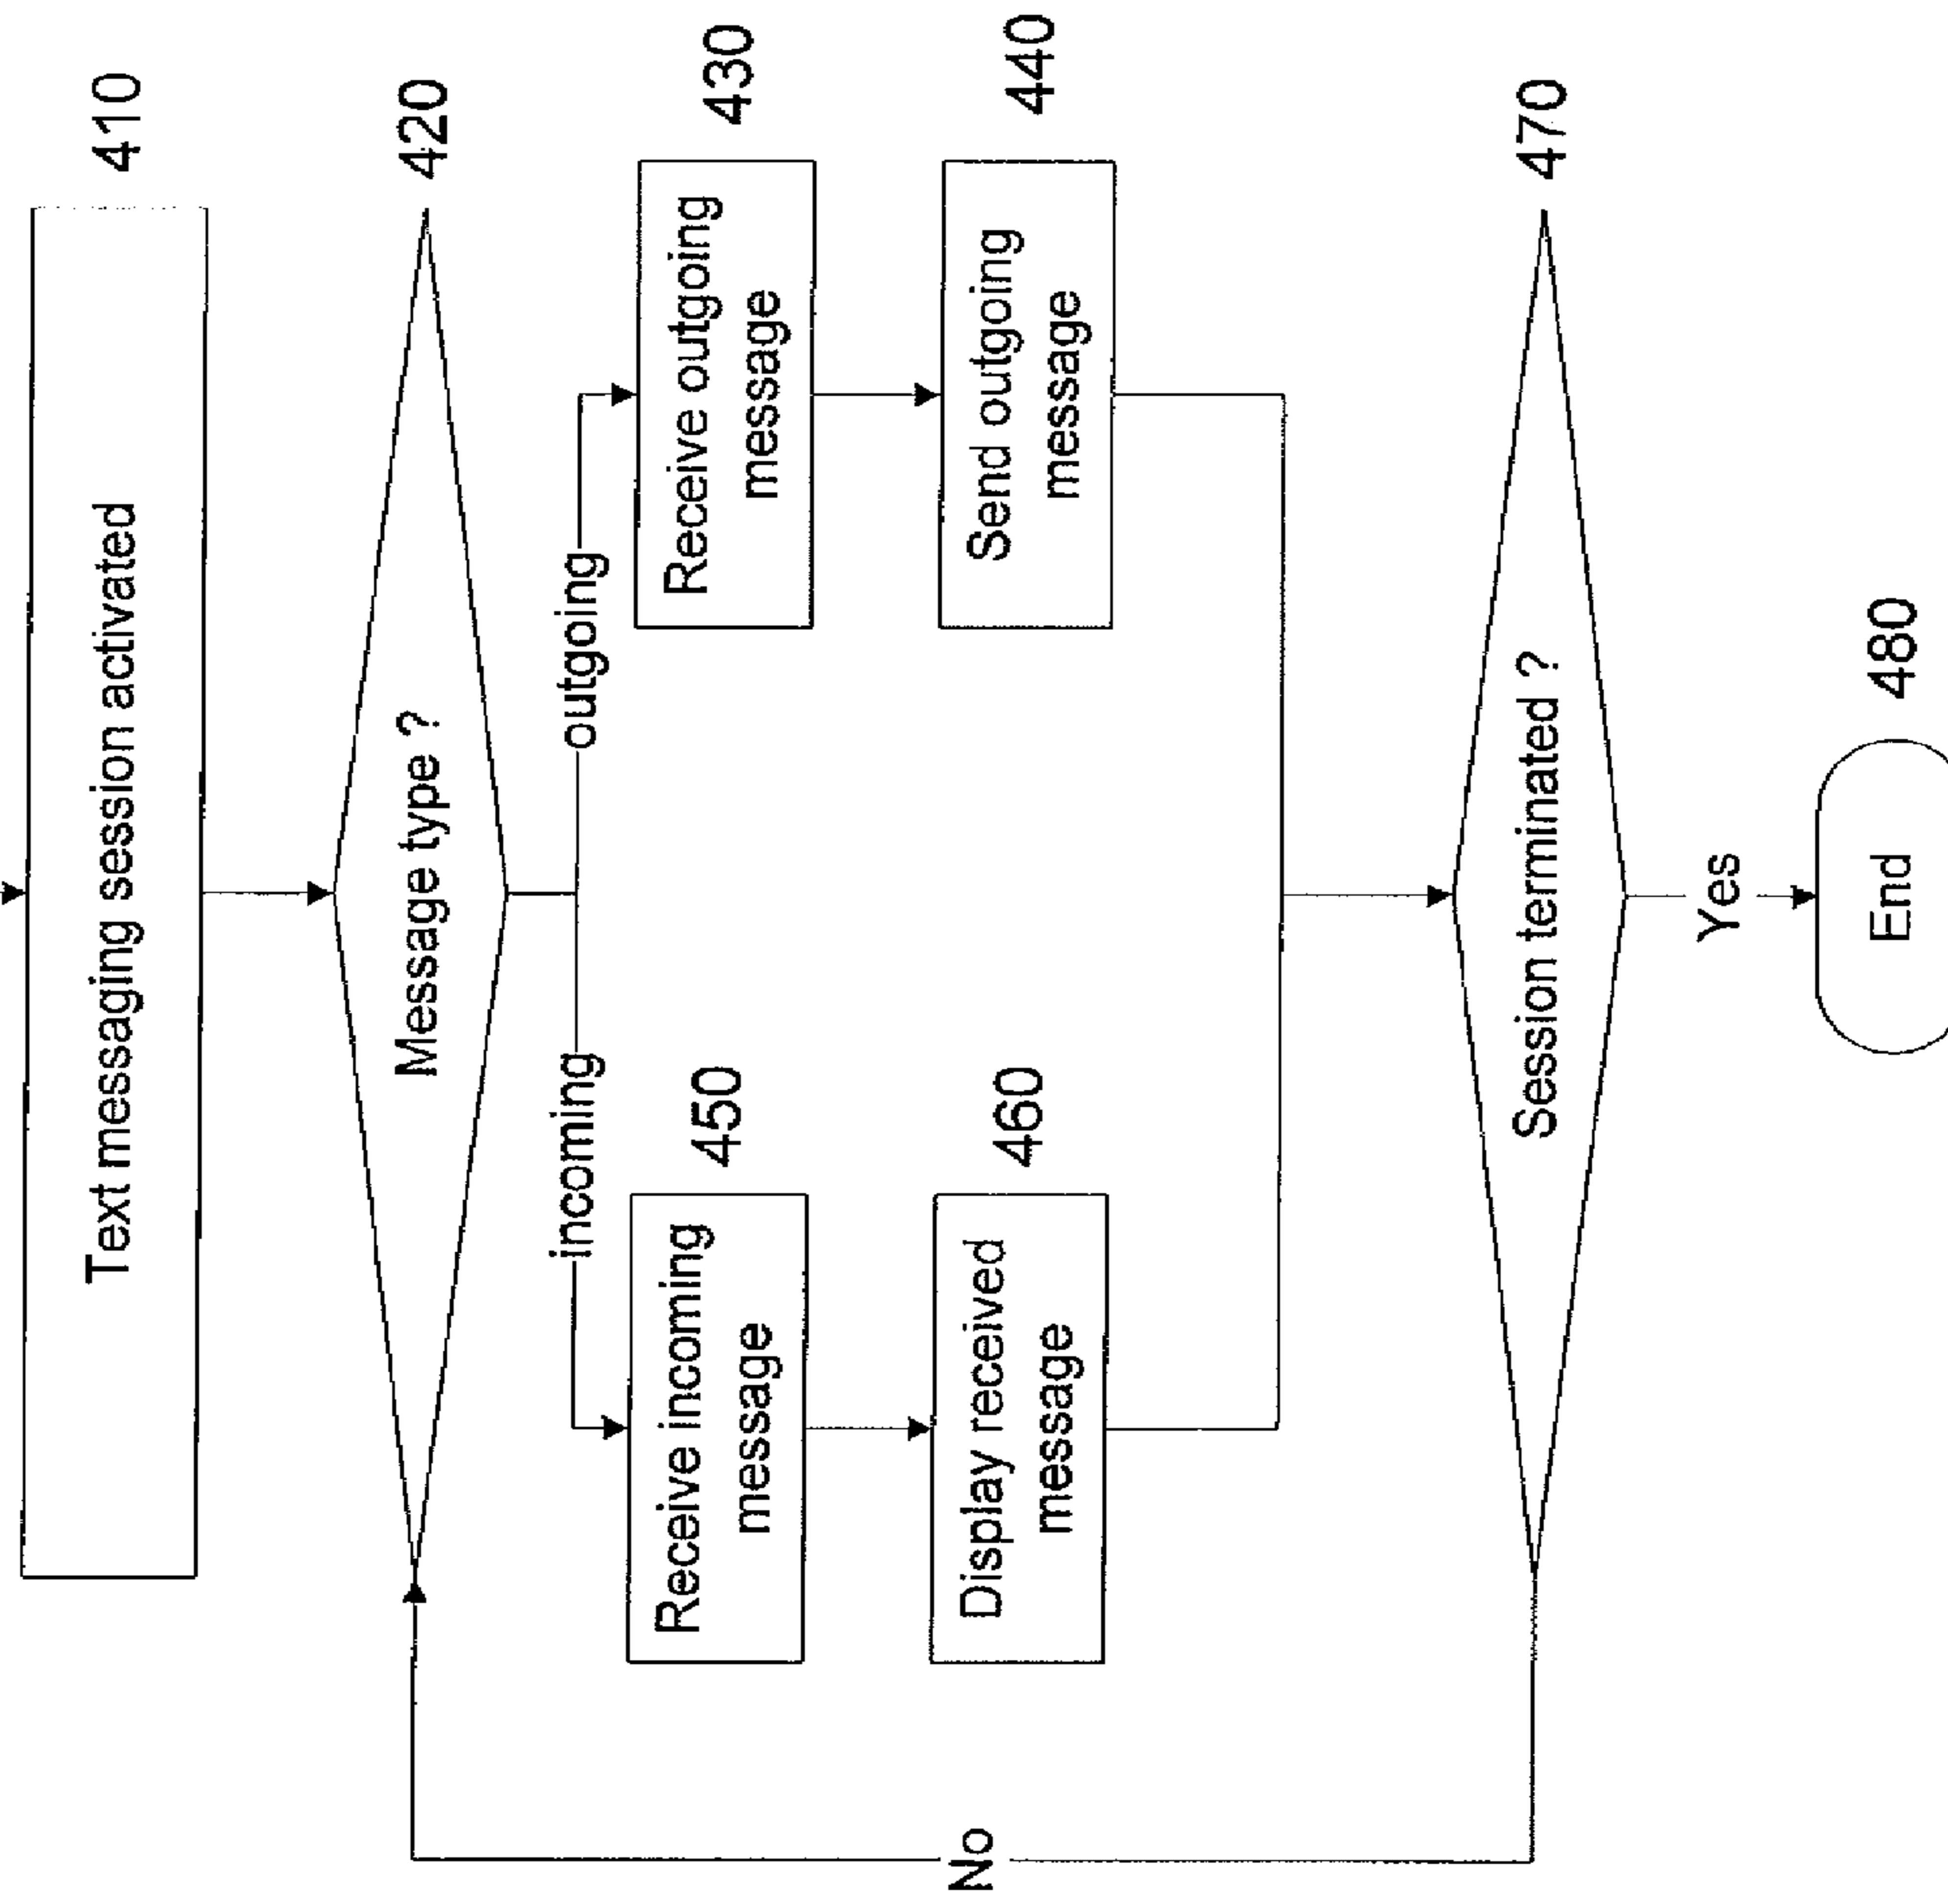 Text messaging session activated
410
Message type ?
420
incoming
outgoing
Receive incoming
message
450
Receive outgoing
message
430
Display received
message
460
Send outgoing
message
440
No
Session terminated ?
470
Yes
End
480